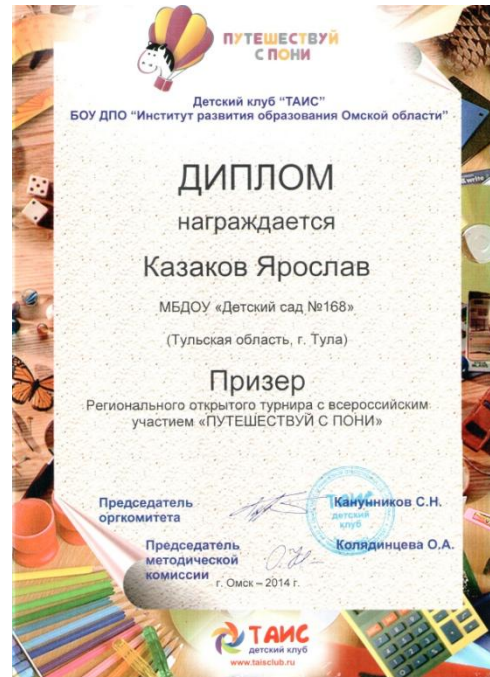 ПУТЕШЕСТВУЙ
С ПОНИ
Детский клуб “ТАИС”
БОУ ДПО “Институт развития образования Омской области”
ДИПЛОМ
награждается
Казаков Ярослав
МБДОУ «Детский сад №168»
(Тульская область, г. Тула)
Призер
Регионального открытого турнира с всероссийским
участием «ПУТЕШЕСТВУЙ С ПОНИ»
Председатель
оргкомитета
Канунников С.Н.
ТАИС
детский
клуб
Председатель
методической
комиссии
Колядинцева О.А.
г. Омск – 2014 г.
ТАИС
детский клуб
www.taisclub.ru